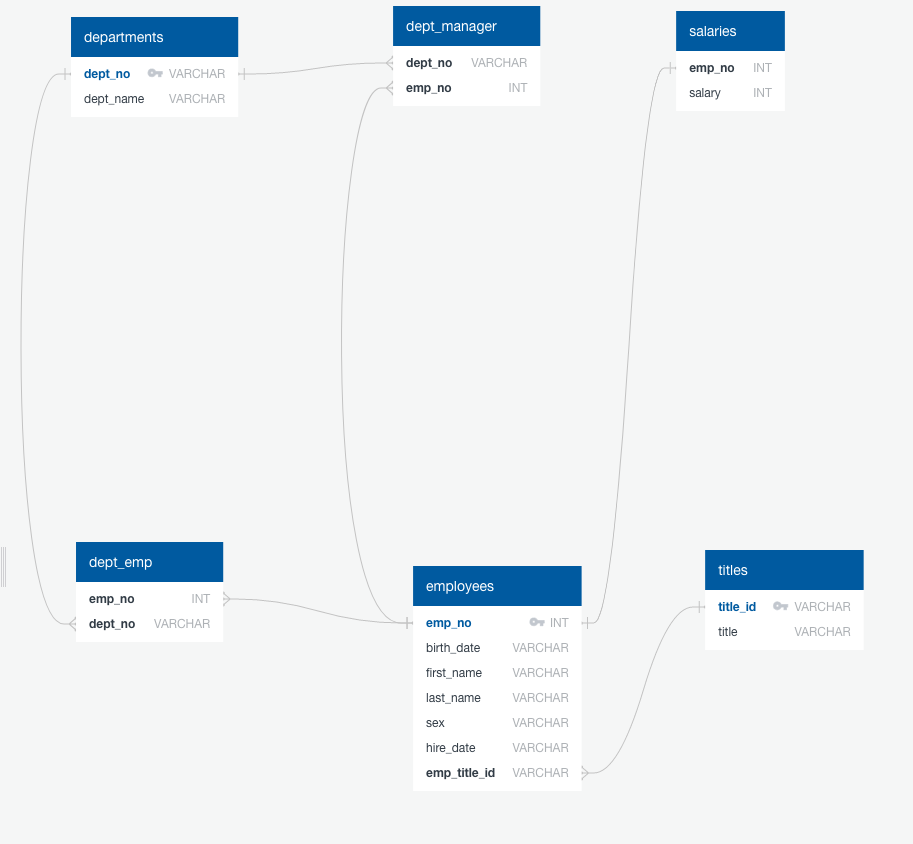 departments
dept_no VARCHAR
dept_name VARCHAR
dept_manager
dept_no VARCHAR
emp_no INT
salaries
emp_no INT
salary INT
dept_emp
emp_no INT
dept_no VARCHAR
employees
emp_no INT
birth_date VARCHAR
first_name VARCHAR
last_name VARCHAR
sex VARCHAR
hire_date VARCHAR
emp_title_id VARCHAR
titles
title_id VARCHAR
title VARCHAR